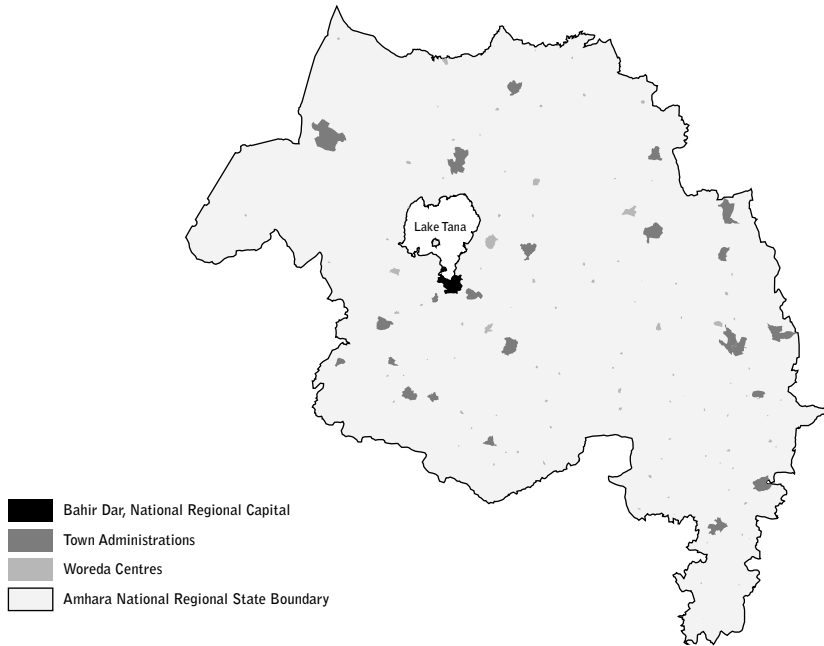 Lake Tana
Bahir Dar, National Regional Capital
Town Administrations
Woreda Centres
Amhara National Regional State Boundary